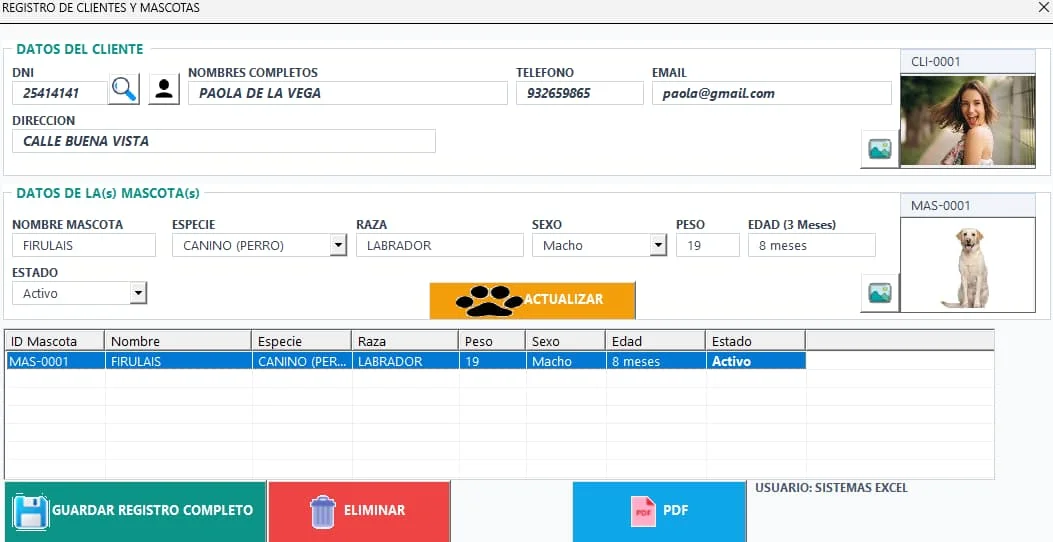 REGISTRO DE CLIENTES Y MASCOTAS
DATOS DEL CLIENTE
DNI NOMBRES COMPLETOS TELEFONO EMAIL CLI-0001
25414141 PAOLA DE LA VEGA 932659865 paola@gmail.com
DIRECCION
CALLE BUENA VISTA
DATOS DE LA(s) MASCOTA(s)
MAS-0001
NOMBRE MASCOTA ESPECIE RAZA SEXO PESO EDAD (3 Meses)
FIRULAIS CANINO (PERRO) LABRADOR Macho 19 8 meses
ESTADO
Activo
ACTUALIZAR
ID Mascota Nombre Especie Raza Peso Sexo Edad Estado
MAS-0001 FIRULAIS CANINO (PER... LABRADOR 19 Macho 8 meses Activo
GUARDAR REGISTRO COMPLETO ELIMINAR PDF PDF
USUARIO: SISTEMAS EXCEL